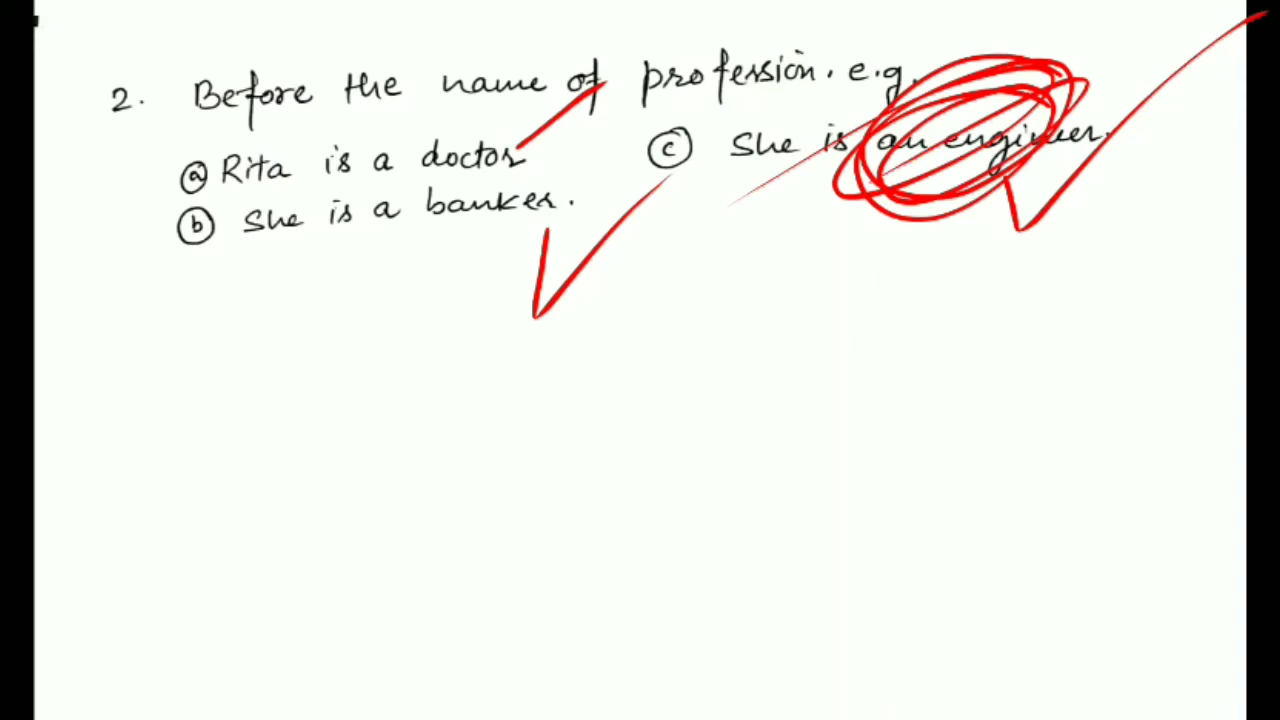 2. Before the name of profession. e.g.
(a) Rita is a doctor
(b) She is a banker.
(c) She is an engineer.